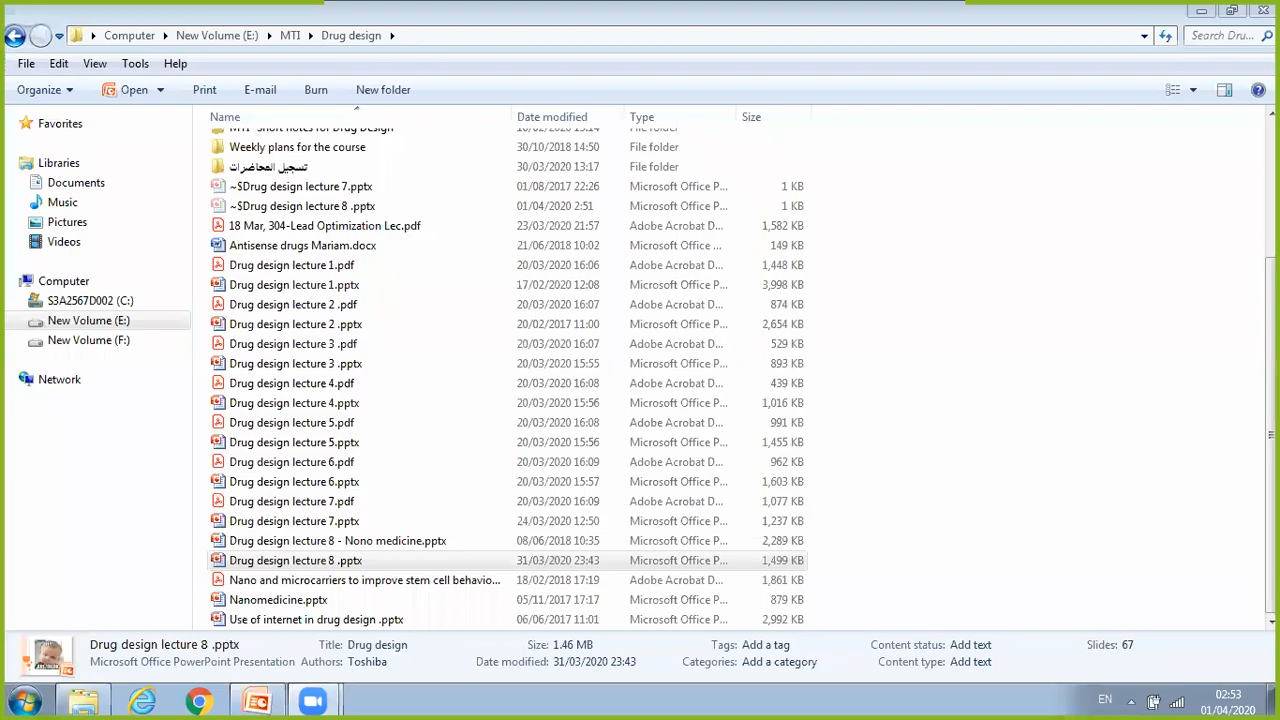 Computer New Volume (E:) MTI Drug design Search Dru...
File Edit View Tools Help
Organize Open Print E-mail Burn New folder
Name Date modified Type Size
Favorites
Libraries
Documents
Music
Pictures
Videos
Computer
S3A2567D002 (C:)
New Volume (E:)
New Volume (F:)
Network
MTI short notes for Drug Design 15:14 File folder
Weekly plans for the course 30/10/2018 14:50 File folder
تسجيل المحاضرات 30/03/2020 13:17 File folder
~$Drug design lecture 7.pptx 01/08/2017 22:26 Microsoft Office P... 1 KB
~$Drug design lecture 8 .pptx 01/04/2020 2:51 Microsoft Office P... 1 KB
18 Mar, 304-Lead Optimization Lec.pdf 23/03/2020 21:57 Adobe Acrobat D... 1,582 KB
Antisense drugs Mariam.docx 21/06/2018 10:02 Microsoft Office ... 149 KB
Drug design lecture 1.pdf 20/03/2020 16:06 Adobe Acrobat D... 1,448 KB
Drug design lecture 1.pptx 17/02/2020 12:08 Microsoft Office P... 3,998 KB
Drug design lecture 2 .pdf 20/03/2020 16:07 Adobe Acrobat D... 874 KB
Drug design lecture 2 .pptx 20/02/2017 11:00 Microsoft Office P... 2,654 KB
Drug design lecture 3 .pdf 20/03/2020 16:07 Adobe Acrobat D... 529 KB
Drug design lecture 3 .pptx 20/03/2020 15:55 Microsoft Office P... 893 KB
Drug design lecture 4.pdf 20/03/2020 16:08 Adobe Acrobat D... 439 KB
Drug design lecture 4.pptx 20/03/2020 15:56 Microsoft Office P... 1,016 KB
Drug design lecture 5.pdf 20/03/2020 16:08 Adobe Acrobat D... 991 KB
Drug design lecture 5.pptx 20/03/2020 15:56 Microsoft Office P... 1,455 KB
Drug design lecture 6.pdf 20/03/2020 16:09 Adobe Acrobat D... 962 KB
Drug design lecture 6.pptx 20/03/2020 15:57 Microsoft Office P... 1,603 KB
Drug design lecture 7.pdf 20/03/2020 16:09 Adobe Acrobat D... 1,077 KB
Drug design lecture 7.pptx 24/03/2020 12:50 Microsoft Office P... 1,237 KB
Drug design lecture 8 - Nono medicine.pptx 08/06/2018 10:35 Microsoft Office P... 2,289 KB
Drug design lecture 8 .pptx 31/03/2020 23:43 Microsoft Office P... 1,499 KB
Nano and microcarriers to improve stem cell behavio... 18/02/2018 17:19 Adobe Acrobat D... 1,861 KB
Nanomedicine.pptx 05/11/2017 17:17 Microsoft Office P... 879 KB
Use of internet in drug design .pptx 06/06/2017 11:01 Microsoft Office P... 2,992 KB
Drug design lecture 8 .pptx Title: Drug design Size: 1.46 MB Tags: Add a tag Content status: Add text Slides: 67
Microsoft Office PowerPoint Presentation Authors: Toshiba Date modified: 31/03/2020 23:43 Categories: Add a category Content type: Add text
EN 02:53
01/04/2020